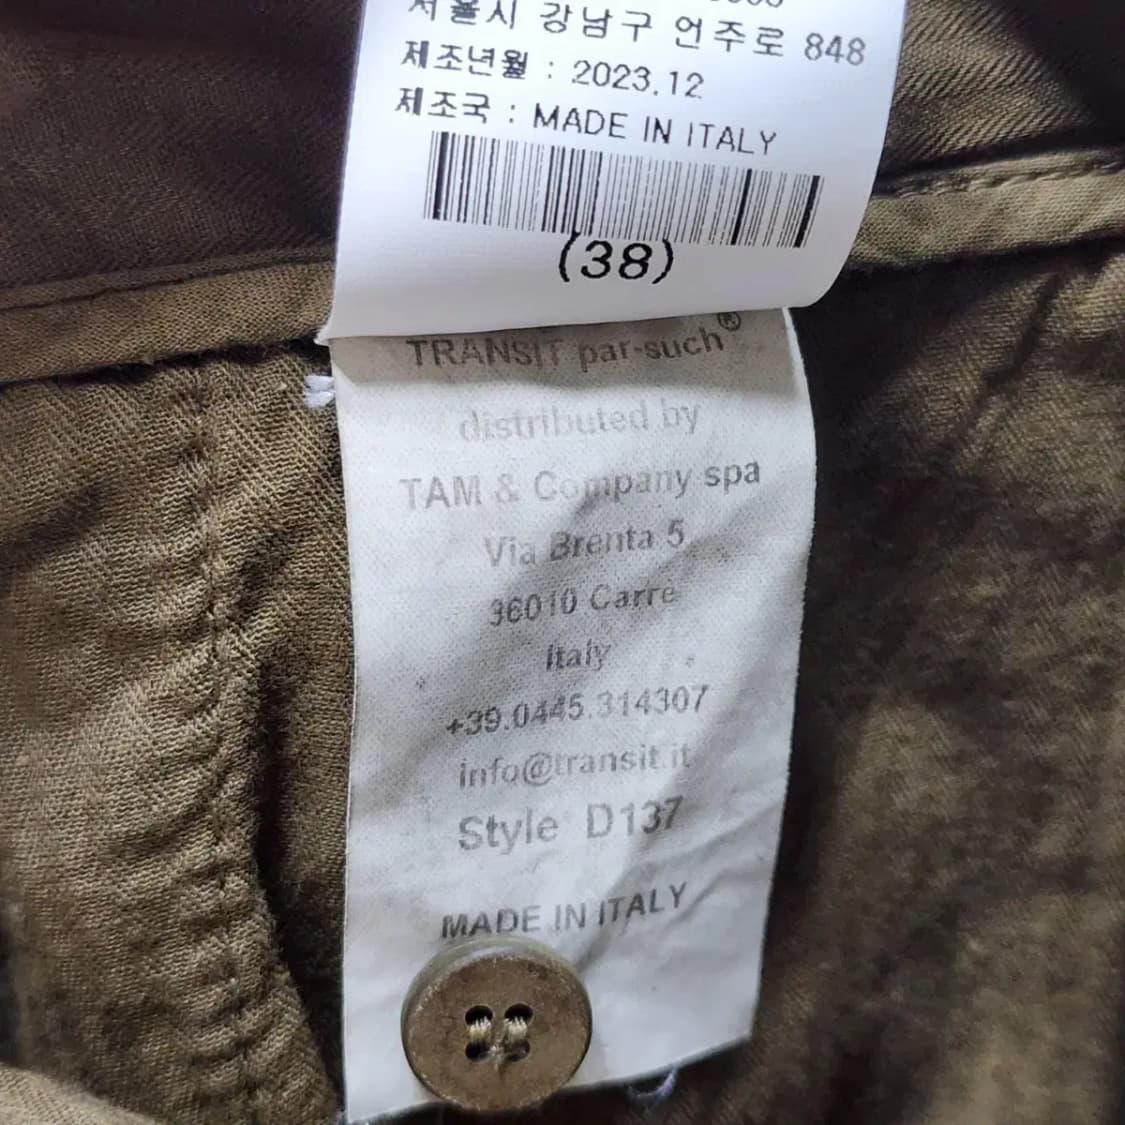 서울시 강남구 언주로 848
제조년월 : 2023.12
제조국 : MADE IN ITALY
(38)
TRANSIT par-such®
distributed by
TAM & Company spa
Via Brenta 5
36010 Carrè
Italy
+39.0445.314307
info@transit.it
Style D137
MADE IN ITALY